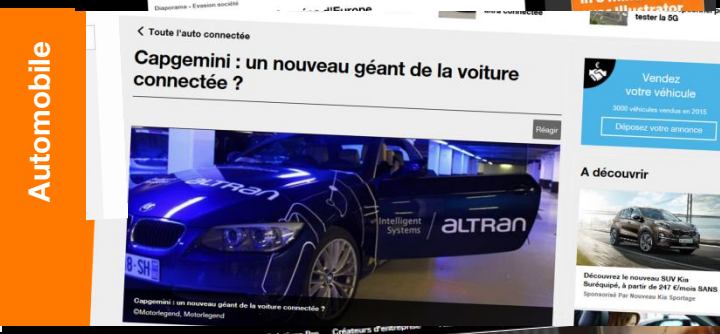 Diaporama - Evasion société
d'Europe
ultra connectée
tester la 5G
Automobile
Toute l'auto connectée
Capgemini : un nouveau géant de la voiture
connectée ?
Réagir
ALTRAN
Intelligent
Systems / ALTRAN
8-SH
Capgemini : un nouveau géant de la voiture connectée ?
©Motorlegend, Motorlegend
Vendez
votre véhicule
3000 véhicules vendus en 2015
Déposez votre annonce
A découvrir
Découvrez le nouveau SUV Kia
Suréquipé, à partir de 247 €/mois SANS
Sponsorisé Par Nouveau Kia Sportage
Créateurs d'entreprise